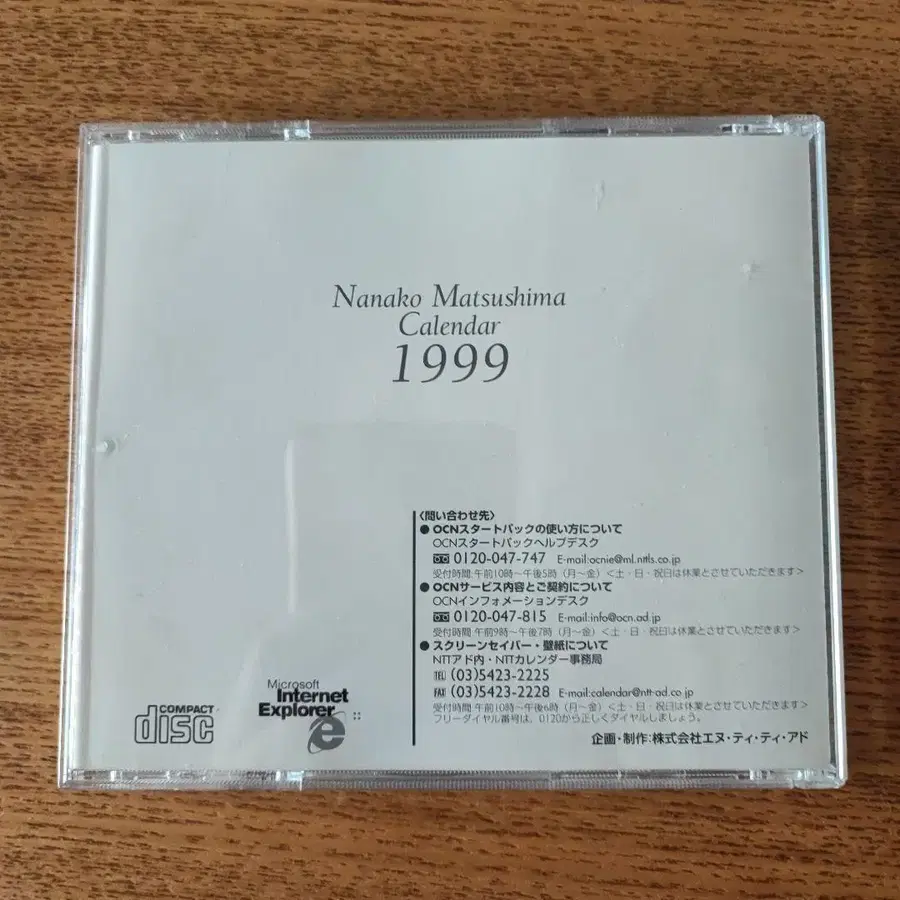 Nanako Matsushima
Calendar
1999
〈問い合わせ先〉
● OCNスタートパックの使い方について
OCNスタートパックヘルプデスク
0120-047-747 E-mail:ocnie@ml.nttls.co.jp
受付時間:午前10時〜午後5時（月〜金）＜土・日・祝日は休業とさせていただきます＞
● OCNサービス内容とご契約について
OCNインフォメーションデスク
0120-047-815 E-mail:info@ocn.ad.jp
受付時間 午前9時〜午後7時（月〜金）＜土・日・祝日は休業とさせていただきます＞
● スクリーンセイバー・壁紙について
NTTアド内・NTTカレンダー事務局
TEL (03)5423-2225
FAX (03)5423-2228 E-mail:calendar@ntt-ad.co.jp
受付時間 午前10時〜午後6時（月〜金）＜土・日・祝日は休業とさせていただきます＞
フリーダイヤル番号は、0120から正しくダイヤルしましょう。
企画・制作:株式会社エヌ・ティ・ティ・アド
COMPACT
disc
Microsoft
Internet
Explorer